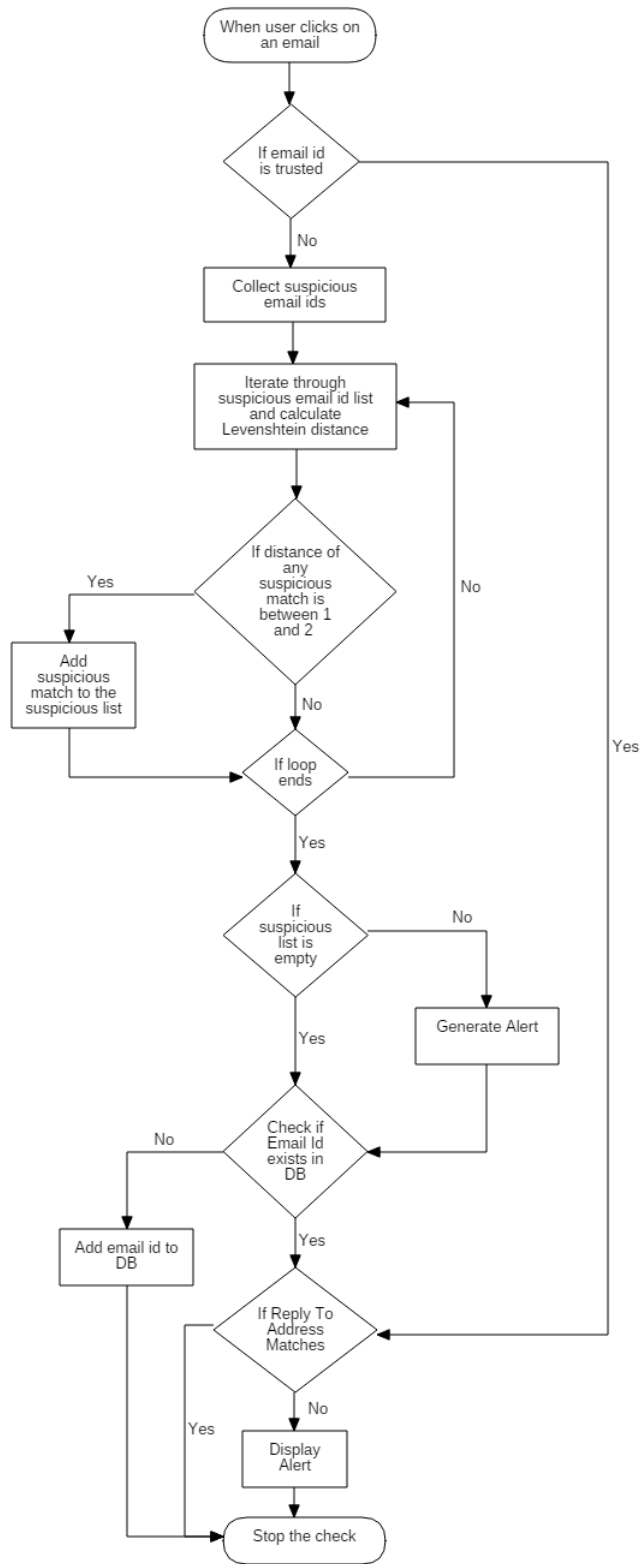 When user clicks on
an email
If email id
is trusted
No
Collect suspicious
email ids
Iterate through
suspicious email id list
and calculate
Levenshtein distance
If distance of
any
suspicious
match is
between 1
and 2
Yes
No
Add
suspicious
match to the
suspicious list
No
Yes
If loop
ends
Yes
If
suspicious
list is
empty
No
Generate Alert
Yes
Check if
Email Id
exists in
DB
No
Yes
Add email id to
DB
If Reply To
Address
Matches
No
Yes
Display
Alert
Stop the check